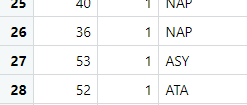 25 40 1 NAP
26 36 1 NAP
27 53 1 ASY
28 52 1 ATA